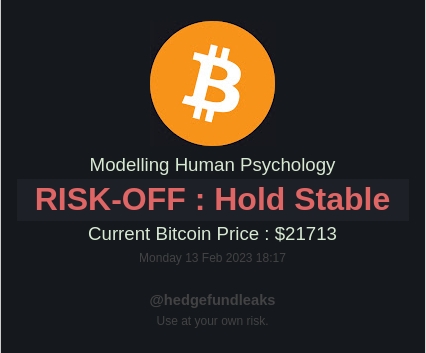 Modelling Human Psychology
RISK-OFF : Hold Stable
Current Bitcoin Price : $21713
Monday 13 Feb 2023 18:17
@hedgefundleaks
Use at your own risk.